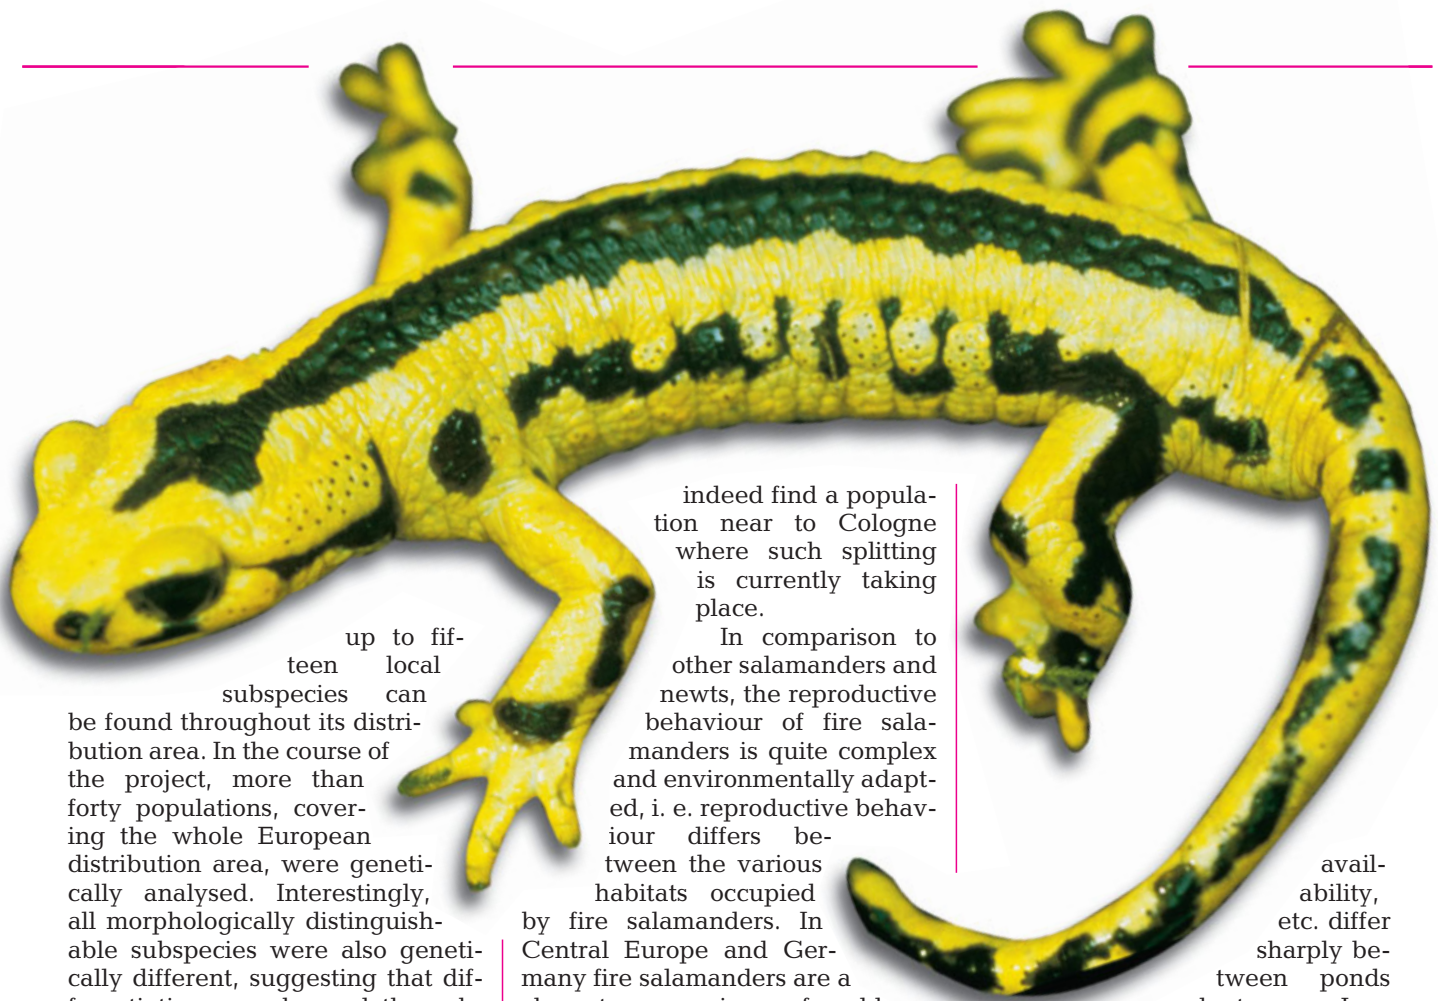 up to fif-
teen local
subspecies can
be found throughout its distri-
bution area. In the course of
the project, more than
forty populations, cover-
ing the whole European
distribution area, were geneti-
cally analysed. Interestingly,
all morphologically distinguish-
able subspecies were also geneti-
cally different, suggesting that dif-
indeed find a popula-
tion near to Cologne
where such splitting
is currently taking
place.
In comparison to
other salamanders and
newts, the reproductive
behaviour of fire sala-
manders is quite complex
and environmentally adapt-
ed, i. e. reproductive behav-
iour differs be-
tween the various
habitats occupied
by fire salamanders. In
Central Europe and Ger-
many fire salamanders are a
avail-
ability,
etc. differ
sharply be-
tween ponds